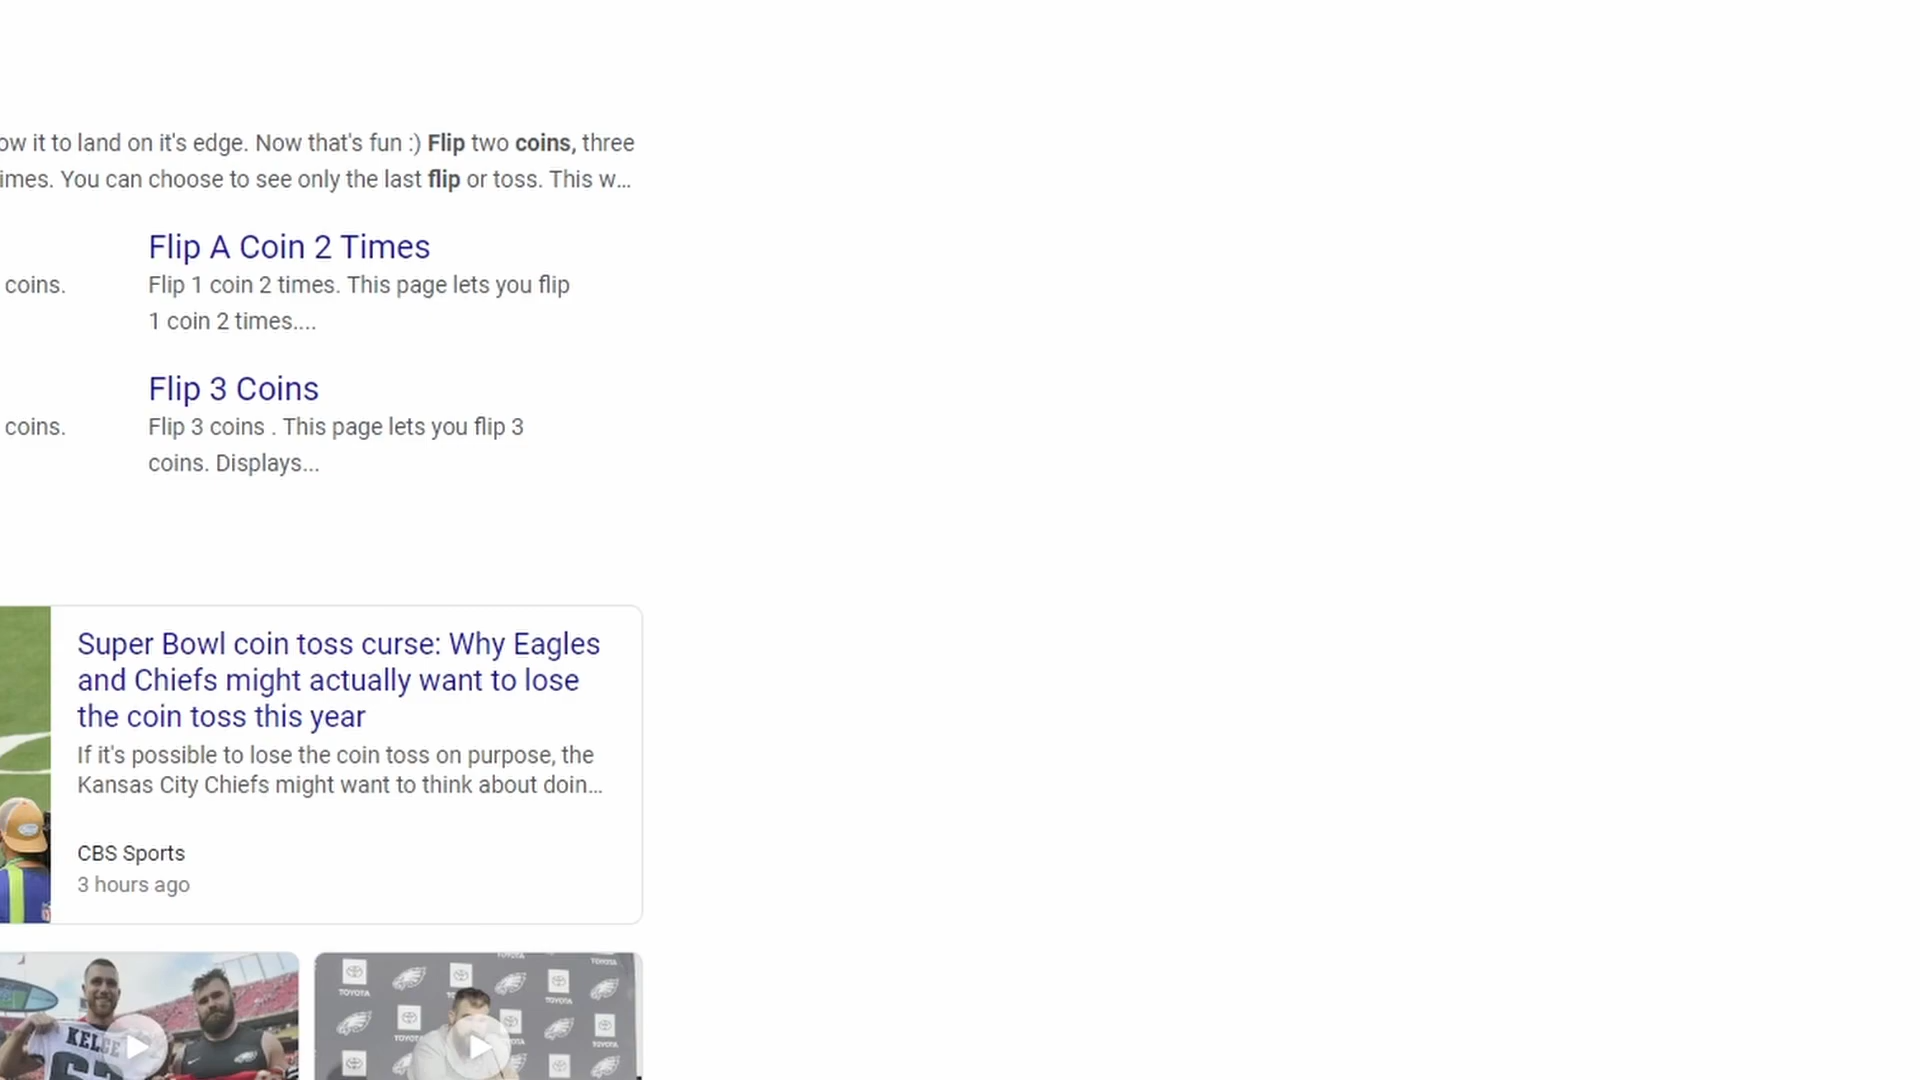 ow it to land on it's edge. Now that's fun :) Flip two coins, three
imes. You can choose to see only the last flip or toss. This w...
Flip A Coin 2 Times
coins.
Flip 1 coin 2 times. This page lets you flip
1 coin 2 times....
Flip 3 Coins
coins.
Flip 3 coins . This page lets you flip 3
coins. Displays...
Super Bowl coin toss curse: Why Eagles
and Chiefs might actually want to lose
the coin toss this year
If it's possible to lose the coin toss on purpose, the
Kansas City Chiefs might want to think about doin...
CBS Sports
3 hours ago
KELCE
TOYOTA
TOYOTA
TOYOTA
TOYOTA